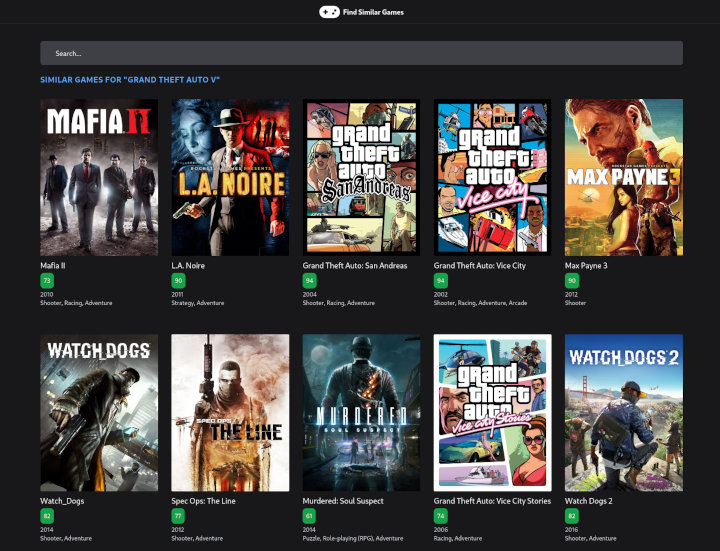 Find Similar Games
Search...
SIMILAR GAMES FOR "GRAND THEFT AUTO V"
MAFIA II
ROCKSTAR GAMES PRESENTS
L.A. NOIRE
grand theft auto San Andreas
grand theft auto Vice City
ROCKSTAR GAMES PRESENTS
MAX PAYNE 3
Mafia II
73
2010
Shooter, Racing, Adventure
L.A. Noire
90
2011
Strategy, Adventure
Grand Theft Auto: San Andreas
94
2004
Shooter, Racing, Adventure
Grand Theft Auto: Vice City
94
2002
Shooter, Racing, Adventure, Arcade
Max Payne 3
90
2012
Shooter
WATCH_DOGS
SPEC OPS THE LINE
MURDERED
SOUL SUSPECT
grand theft auto
Vice City Stories
WATCH_DOGS 2
Watch_Dogs
82
2014
Shooter, Adventure
Spec Ops: The Line
77
2012
Shooter, Adventure
Murdered: Soul Suspect
61
2014
Puzzle, Role-playing (RPG), Adventure
Grand Theft Auto: Vice City Stories
74
2006
Racing, Adventure
Watch Dogs 2
82
2016
Shooter, Adventure